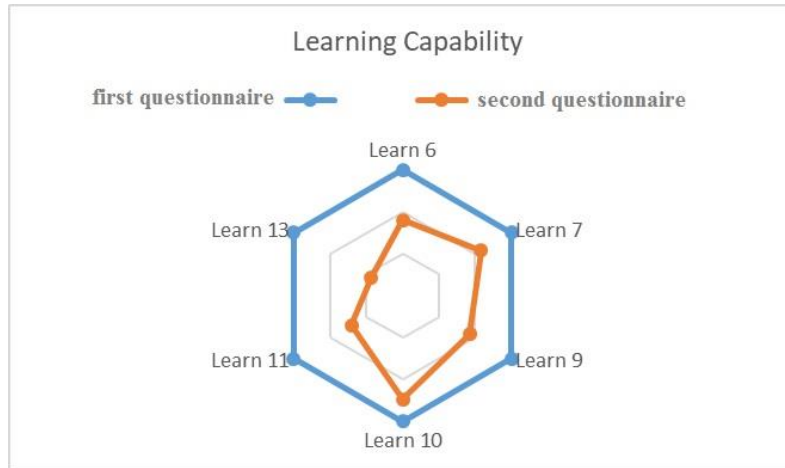 Learning Capability
first questionnaire
second questionnaire
Learn 6
Learn 13
Learn 7
Learn 11
Learn 9
Learn 10